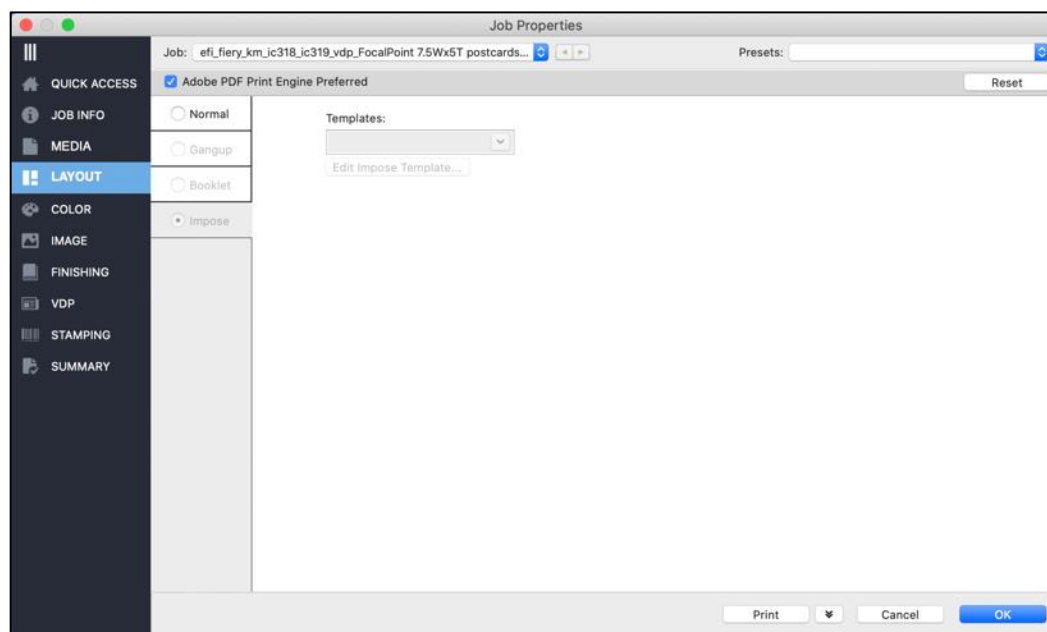 Job Properties
Job: efi_fiery_km_ic318_ic319_vdp_FocalPoint 7.5Wx5T postcards...
Presets:
Adobe PDF Print Engine Preferred
Reset
QUICK ACCESS
JOB INFO
MEDIA
LAYOUT
COLOR
IMAGE
FINISHING
VDP
STAMPING
SUMMARY
Normal
Gangup
Booklet
Impose
Templates:
Edit Impose Template...
Print
Cancel
OK